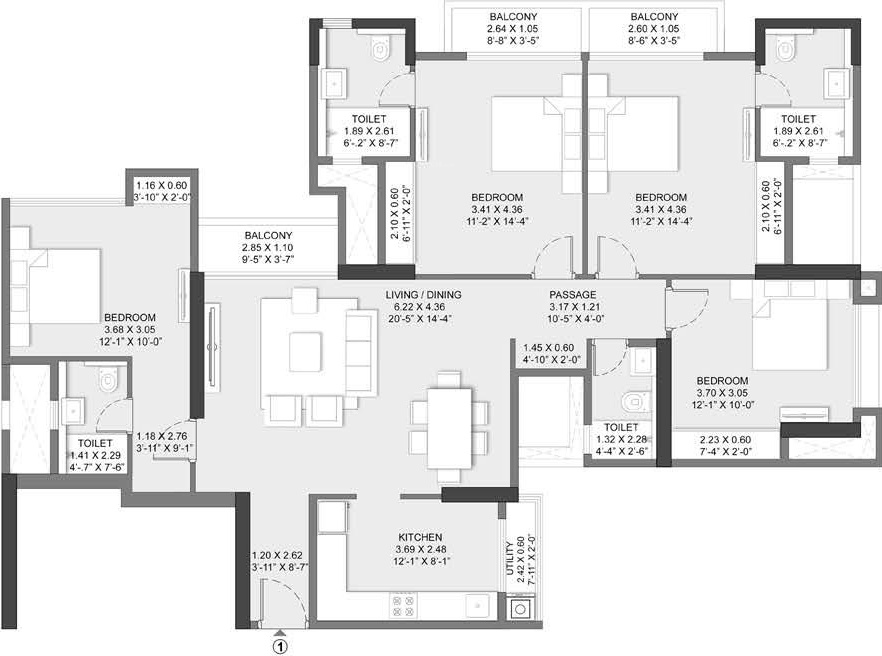 BALCONY
2.64 X 1.05
8'-8" X 3'-5"
BALCONY
2.60 X 1.05
8'-6" X 3'-5"
TOILET
1.89 X 2.61
6'-.2" X 8'-7"
TOILET
1.89 X 2.61
6'-.2" X 8'-7"
1.16 X 0.60
3'-10" X 2'-0"
2.10 X 0.60
6'-11" X 2'-0"
BEDROOM
3.41 X 4.36
11'-2" X 14'-4"
BEDROOM
3.41 X 4.36
11'-2" X 14'-4"
2.10 X 0.60
6'-11" X 2'-0"
BALCONY
2.85 X 1.10
9'-5" X 3'-7"
BEDROOM
3.68 X 3.05
12'-1" X 10'-0"
LIVING / DINING
6.22 X 4.36
20'-5" X 14'-4"
PASSAGE
3.17 X 1.21
10'-5" X 4'-0"
1.45 X 0.60
4'-10" X 2'-0"
BEDROOM
3.70 X 3.05
12'-1" X 10'-0"
TOILET
1.41 X 2.29
4'-.7" X 7'-6"
1.18 X 2.76
3'-11" X 9'-1"
TOILET
1.32 X 2.28
4'-4" X 2'-6"
2.23 X 0.60
7'-4" X 2'-0"
KITCHEN
3.69 X 2.48
12'-1" X 8'-1"
UTILITY
2.42 X 0.60
7'-11" X 2'-0"
1.20 X 2.62
3'-11" X 8'-7"
1